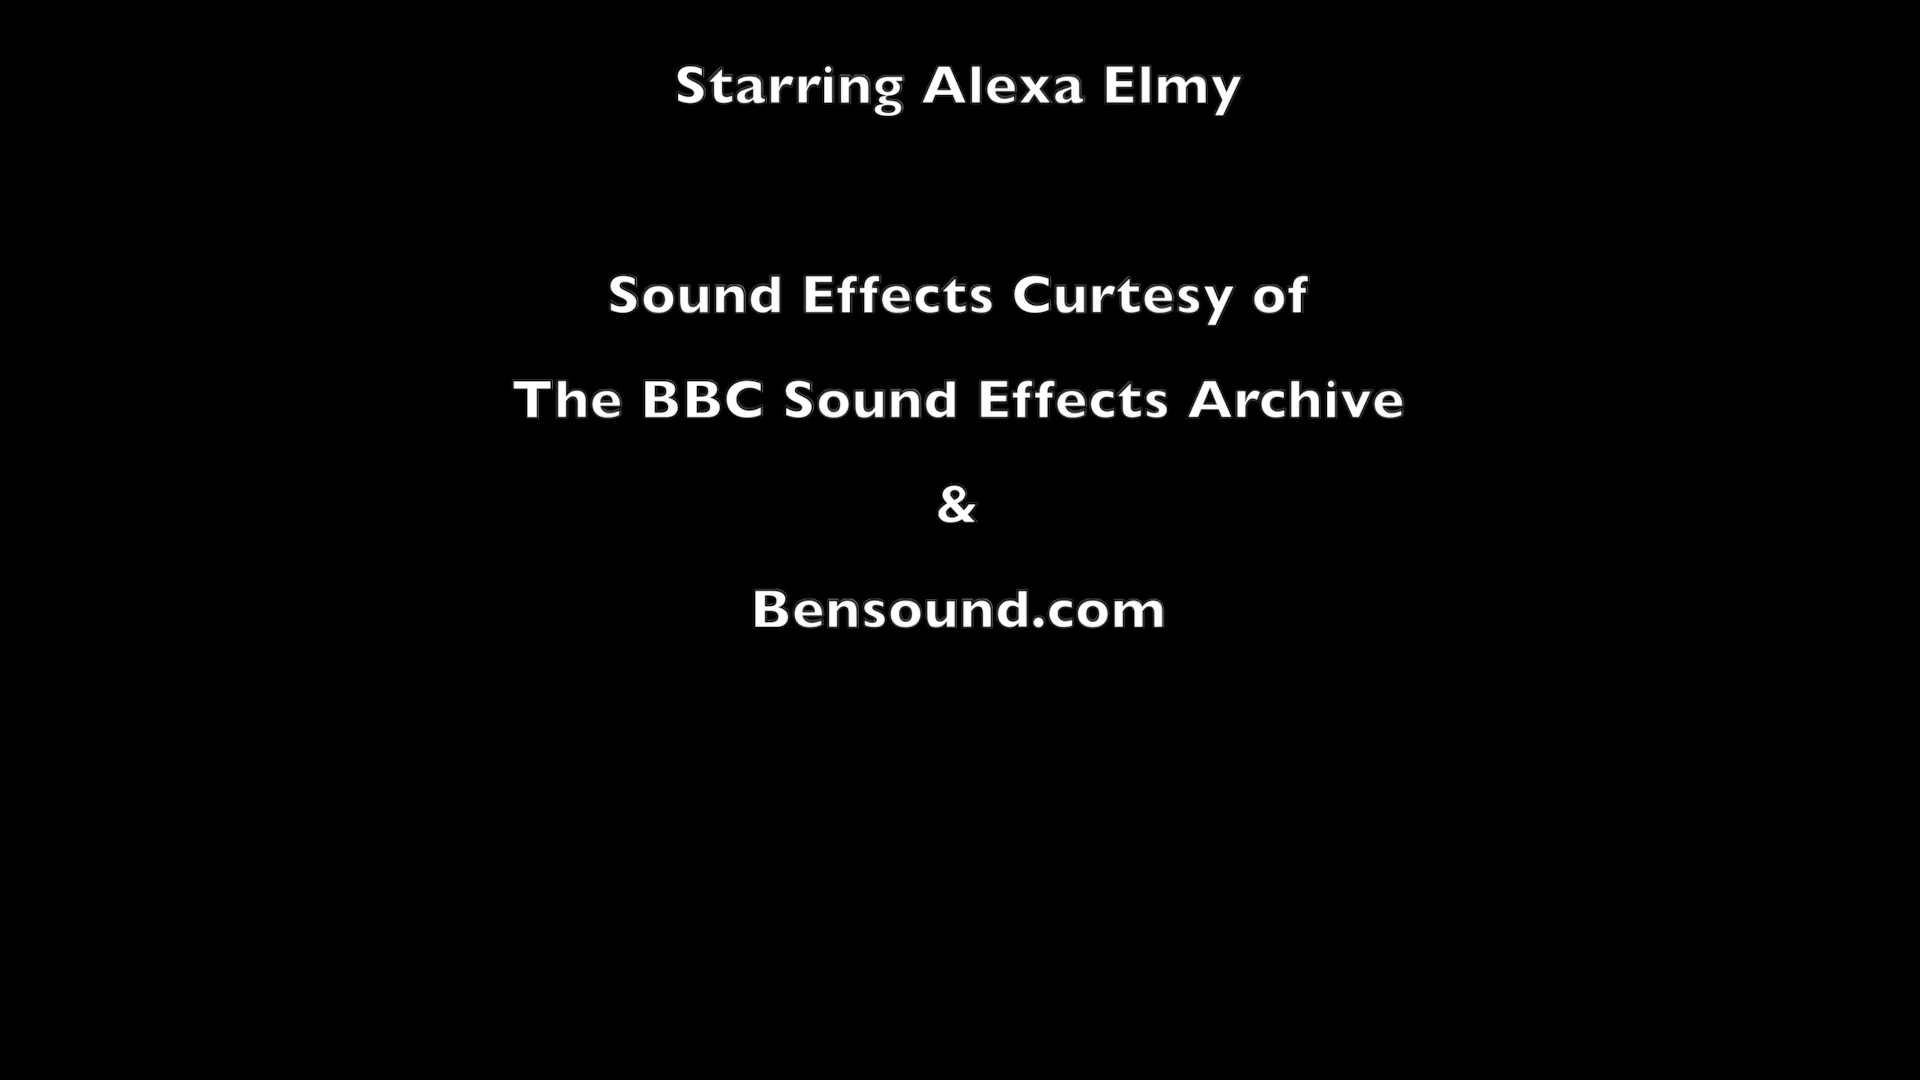 Starring Alexa Elmy
Sound Effects Curtesy of
The BBC Sound Effects Archive
&
Bensound.com